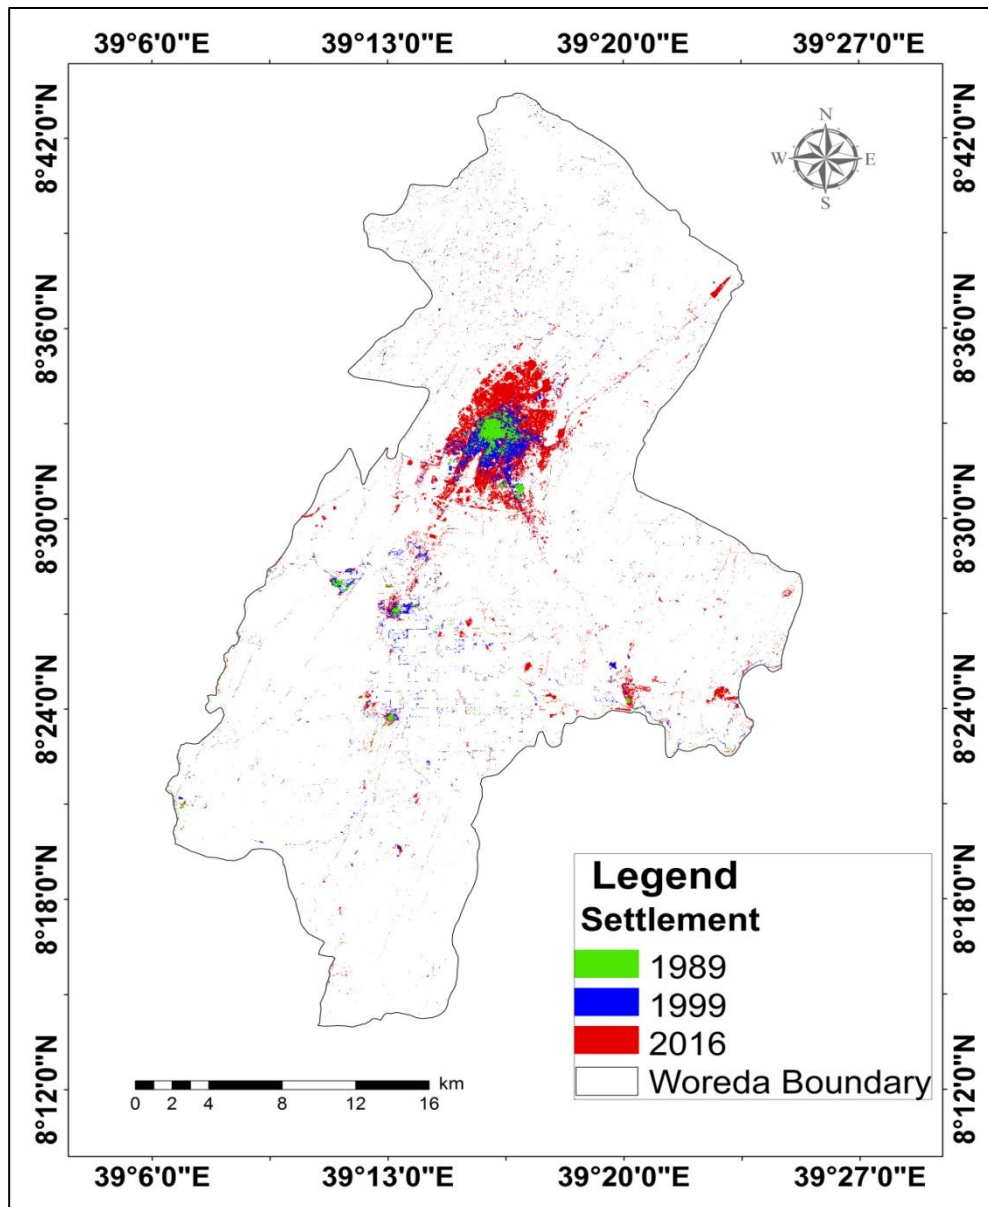 39°6'0"E 39°13'0"E 39°20'0"E 39°27'0"E
8°42'0"N 8°42'0"N
N
W E
S
8°36'0"N 8°36'0"N
8°30'0"N 8°30'0"N
8°24'0"N 8°24'0"N
8°18'0"N 8°18'0"N
8°12'0"N 8°12'0"N
Legend
Settlement
1989
1999
2016
Woreda Boundary
km
0 2 4 8 12 16
39°6'0"E 39°13'0"E 39°20'0"E 39°27'0"E